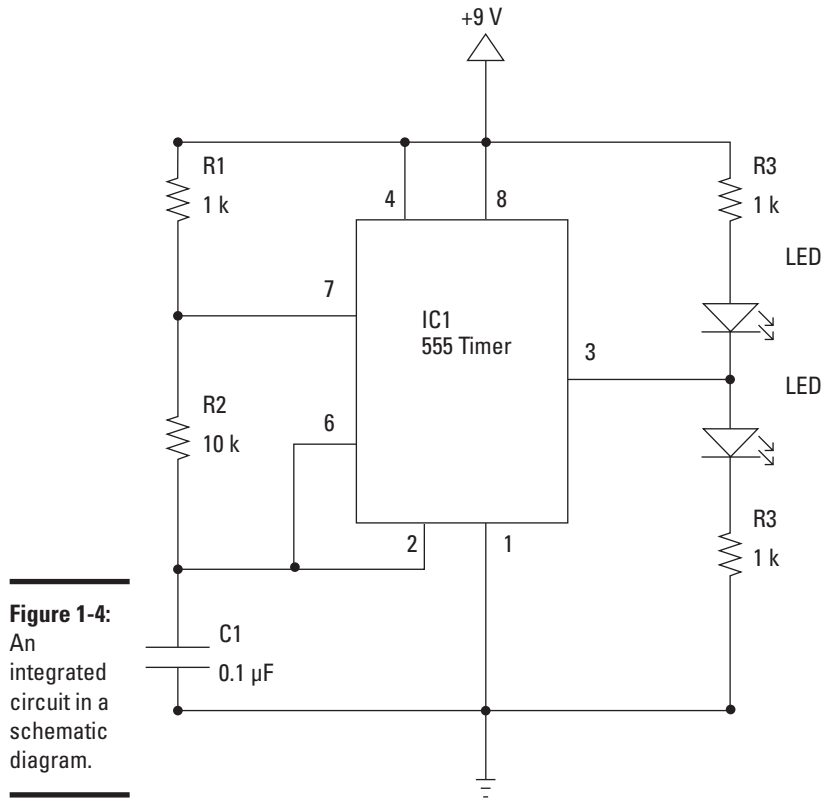 +9 V
R1
1 k
4
8
R3
1 k
LED
7
IC1
555 Timer
3
LED
R2
10 k
6
2
1
R3
1 k
C1
0.1 µF
Figure 1-4:
An
integrated
circuit in a
schematic
diagram.